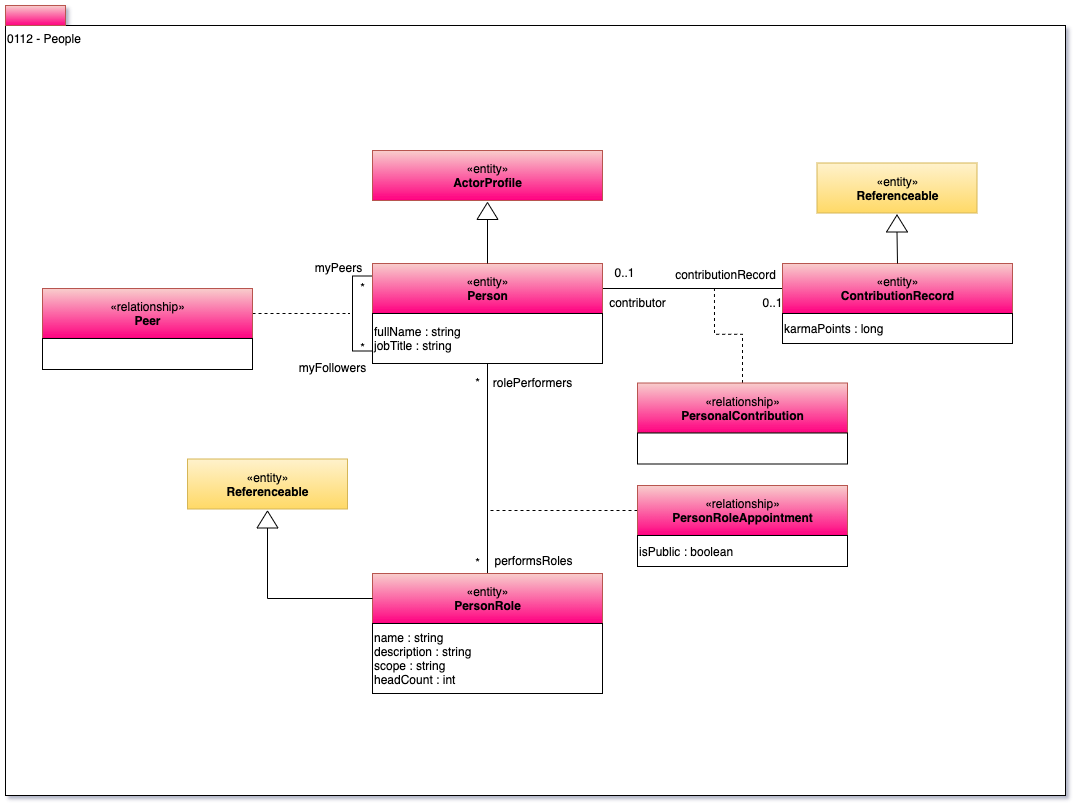 0112 - People
«entity»
ActorProfile
«entity»
Referenceable
myPeers
*
«entity»
Person
0..1
contributionRecord
contributor
0..1
«entity»
ContributionRecord
karmaPoints : long
«relationship»
Peer
fullName : string
jobTitle : string
*
myFollowers
*
rolePerformers
«relationship»
PersonalContribution
«entity»
Referenceable
«relationship»
PersonRoleAppointment
isPublic : boolean
*
performsRoles
«entity»
PersonRole
name : string
description : string
scope : string
headCount : int